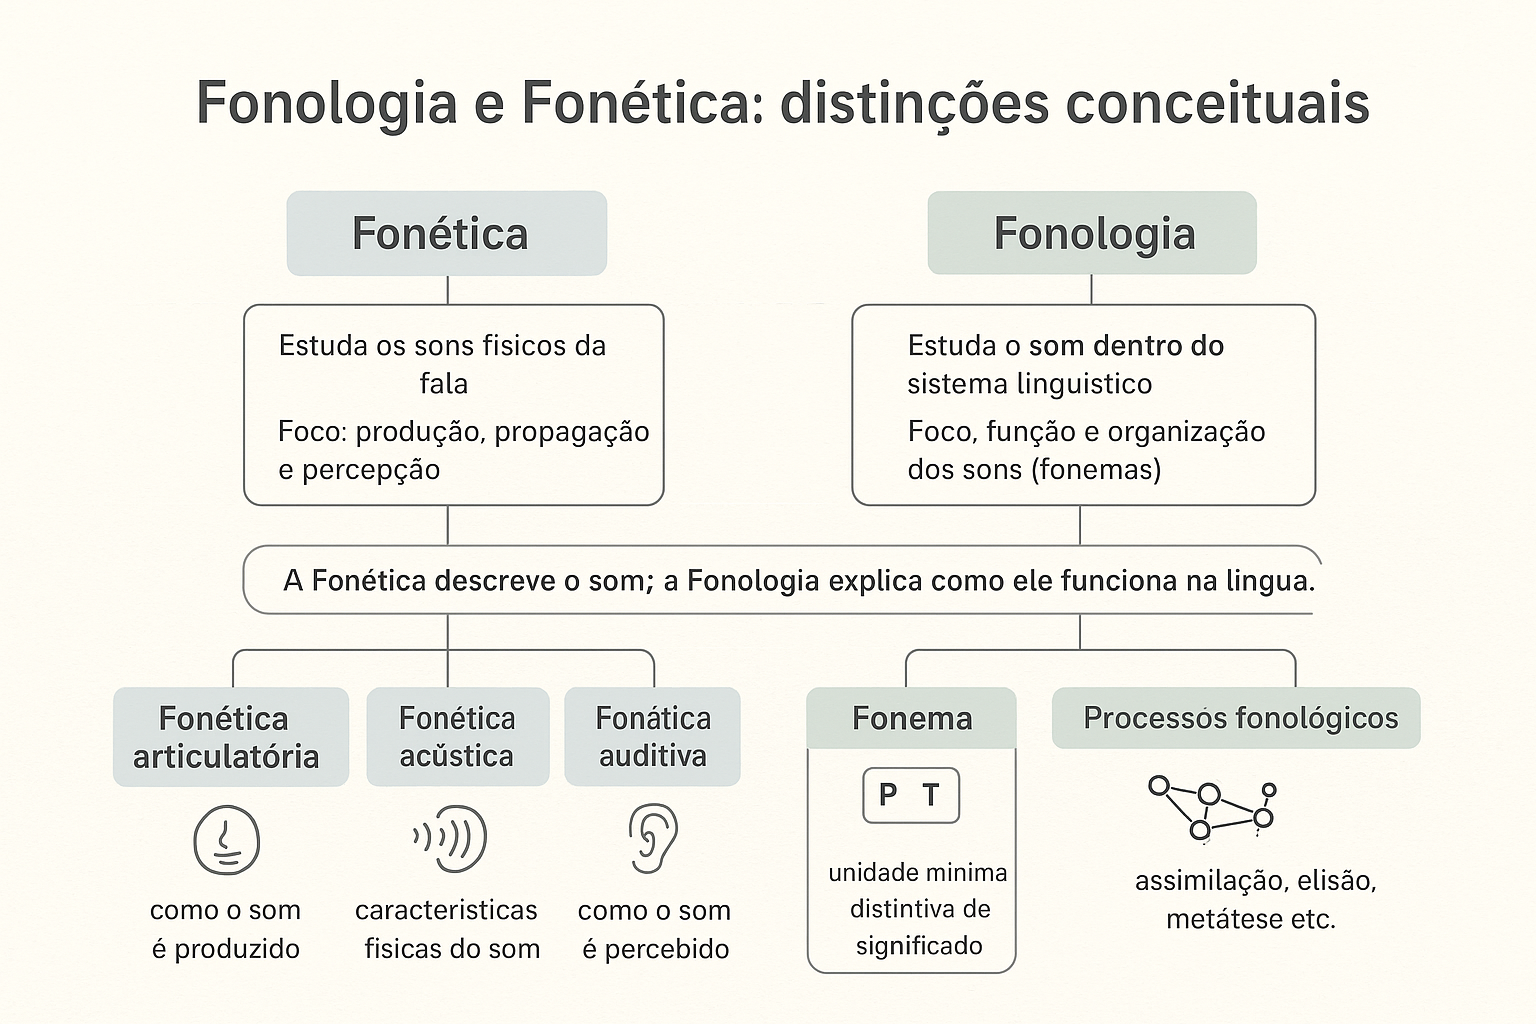 Fonologia e Fonética: distinções conceituais
Fonética
Estuda os sons fisicos da
fala
Foco: produção, propagação
e percepção
Fonologia
Estuda o som dentro do
sistema linguistico
Foco, função e organização
dos sons (fonemas)
A Fonética descreve o som; a Fonologia explica como ele funciona na lingua.
Fonética
articulatória
como o som
é produzido
Fonética
acǔstica
caracteristicas
fisicas do som
Fonática
auditiva
como o som
é percebido
Fonema
P T
unidade minima
distintiva de
significado
Processós fonológicos
assimilação, elisão,
metátese etc.